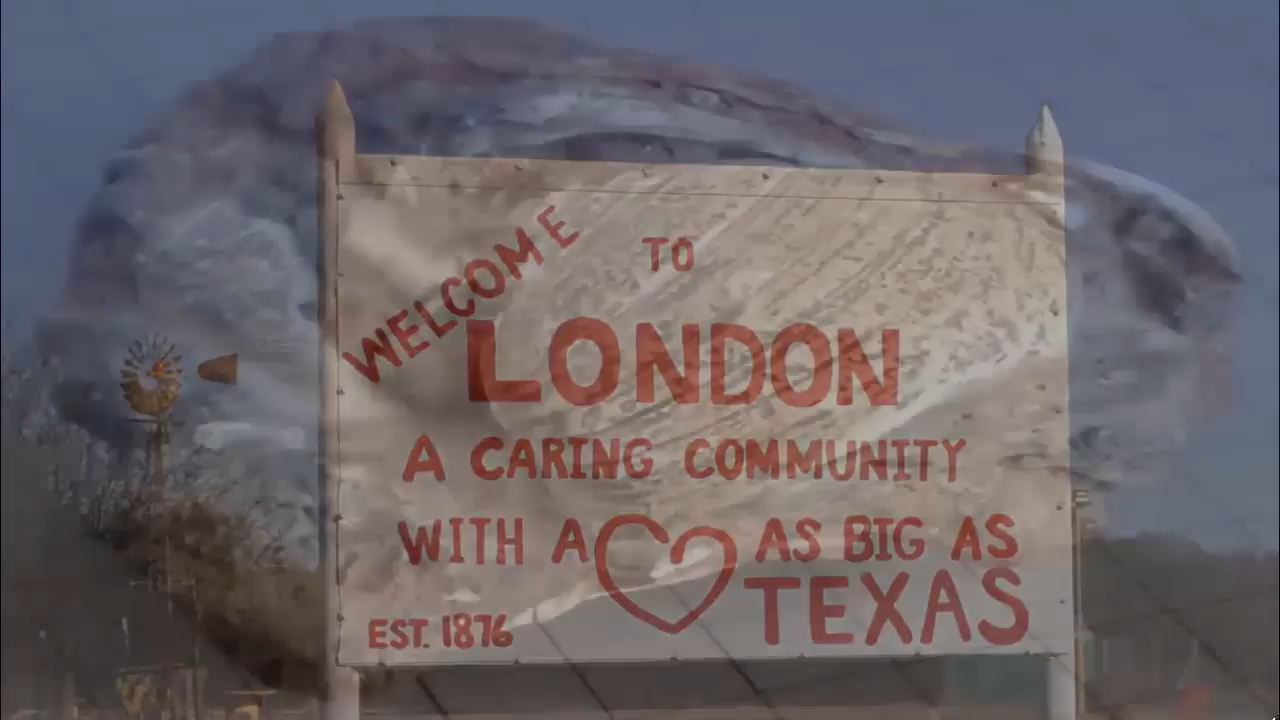 WELCOME TO
LONDON
A CARING COMMUNITY
WITH A AS BIG AS
TEXAS
EST. 1876